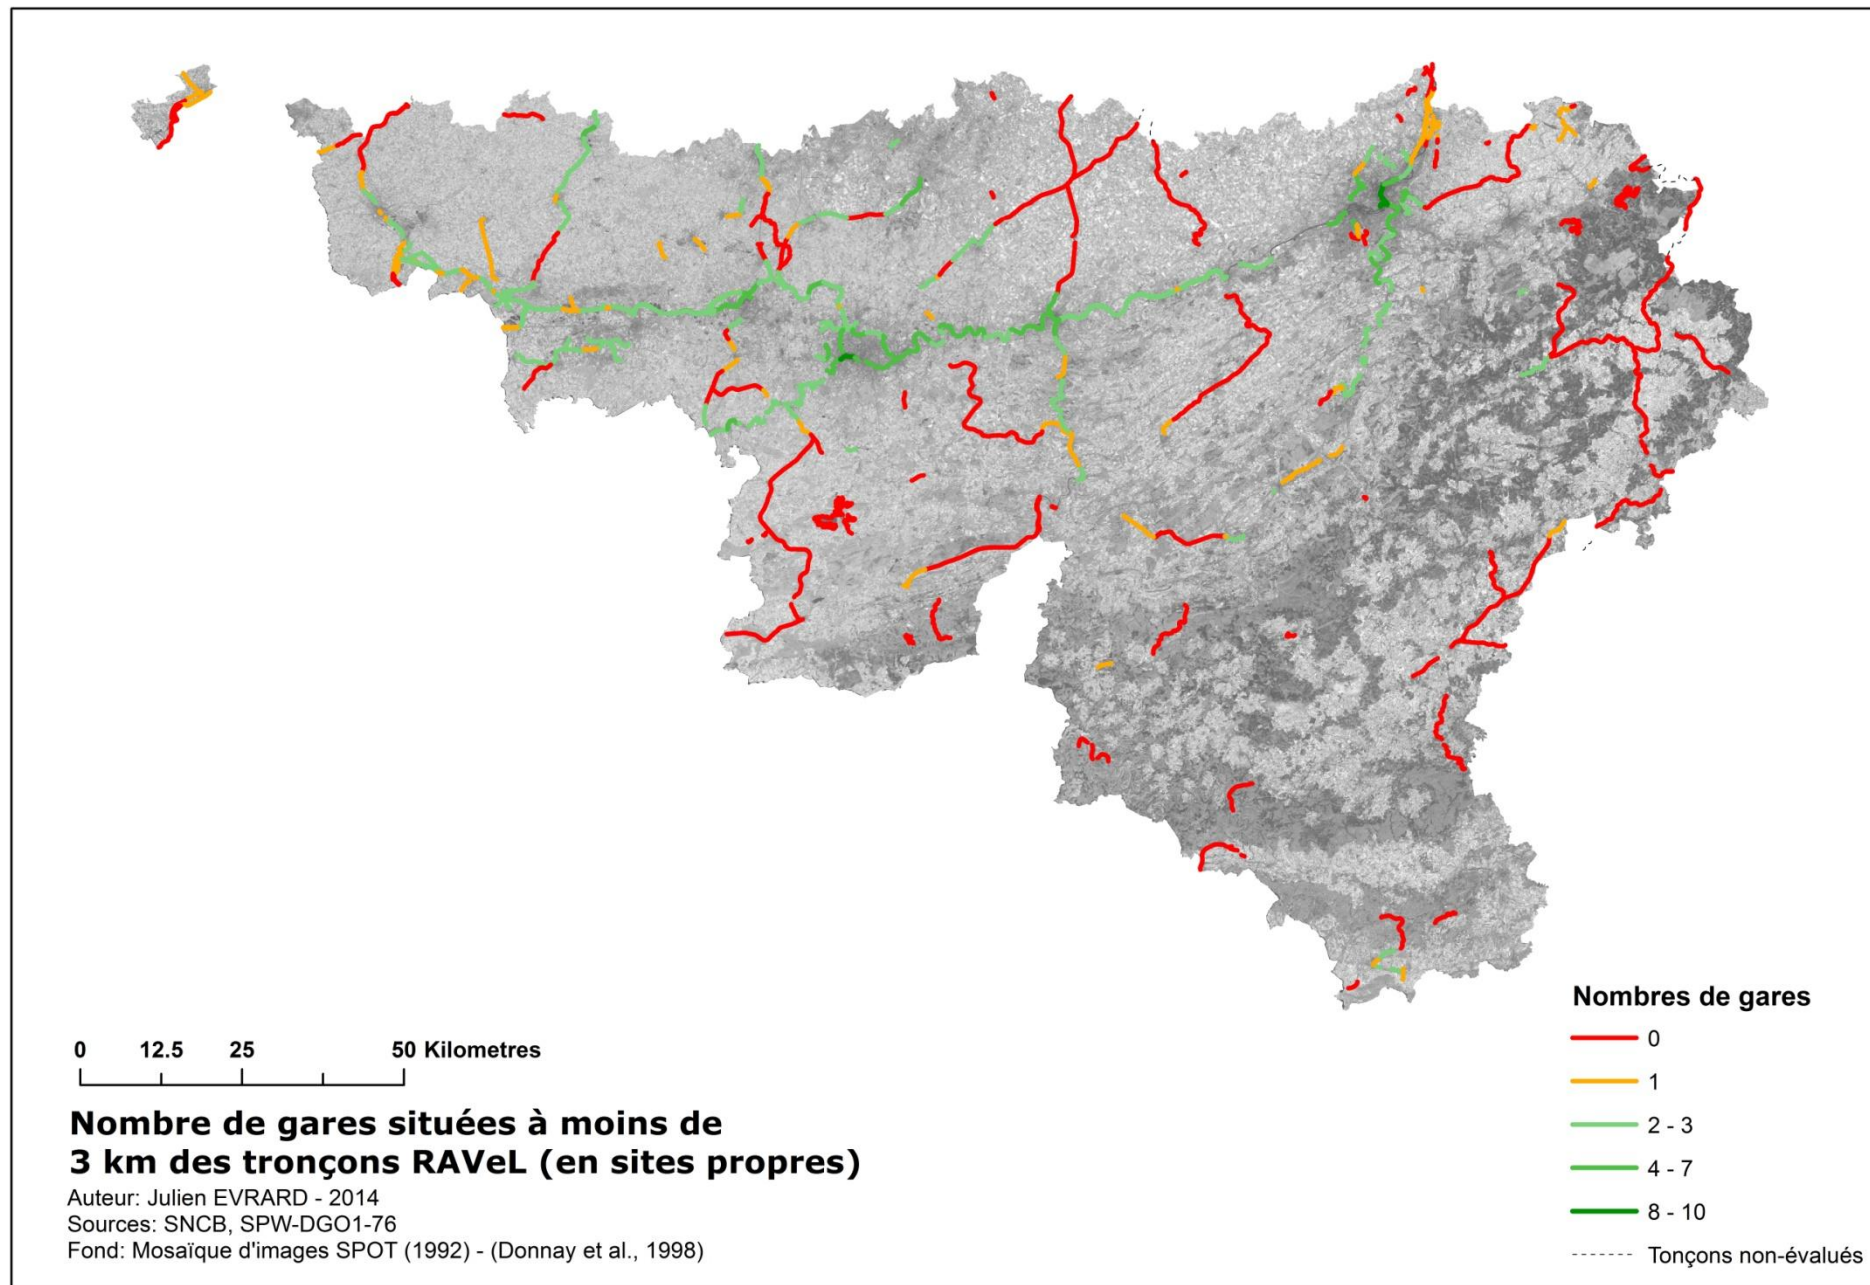 Nombres de gares
0
1
2 - 3
4 - 7
8 - 10
Tonçons non-évalués
0 12.5 25 50 Kilometres
Nombre de gares situées à moins de
3 km des tronçons RAVeL (en sites propres)
Auteur: Julien EVRARD - 2014
Sources: SNCB, SPW-DGO1-76
Fond: Mosaïque d'images SPOT (1992) - (Donnay et al., 1998)